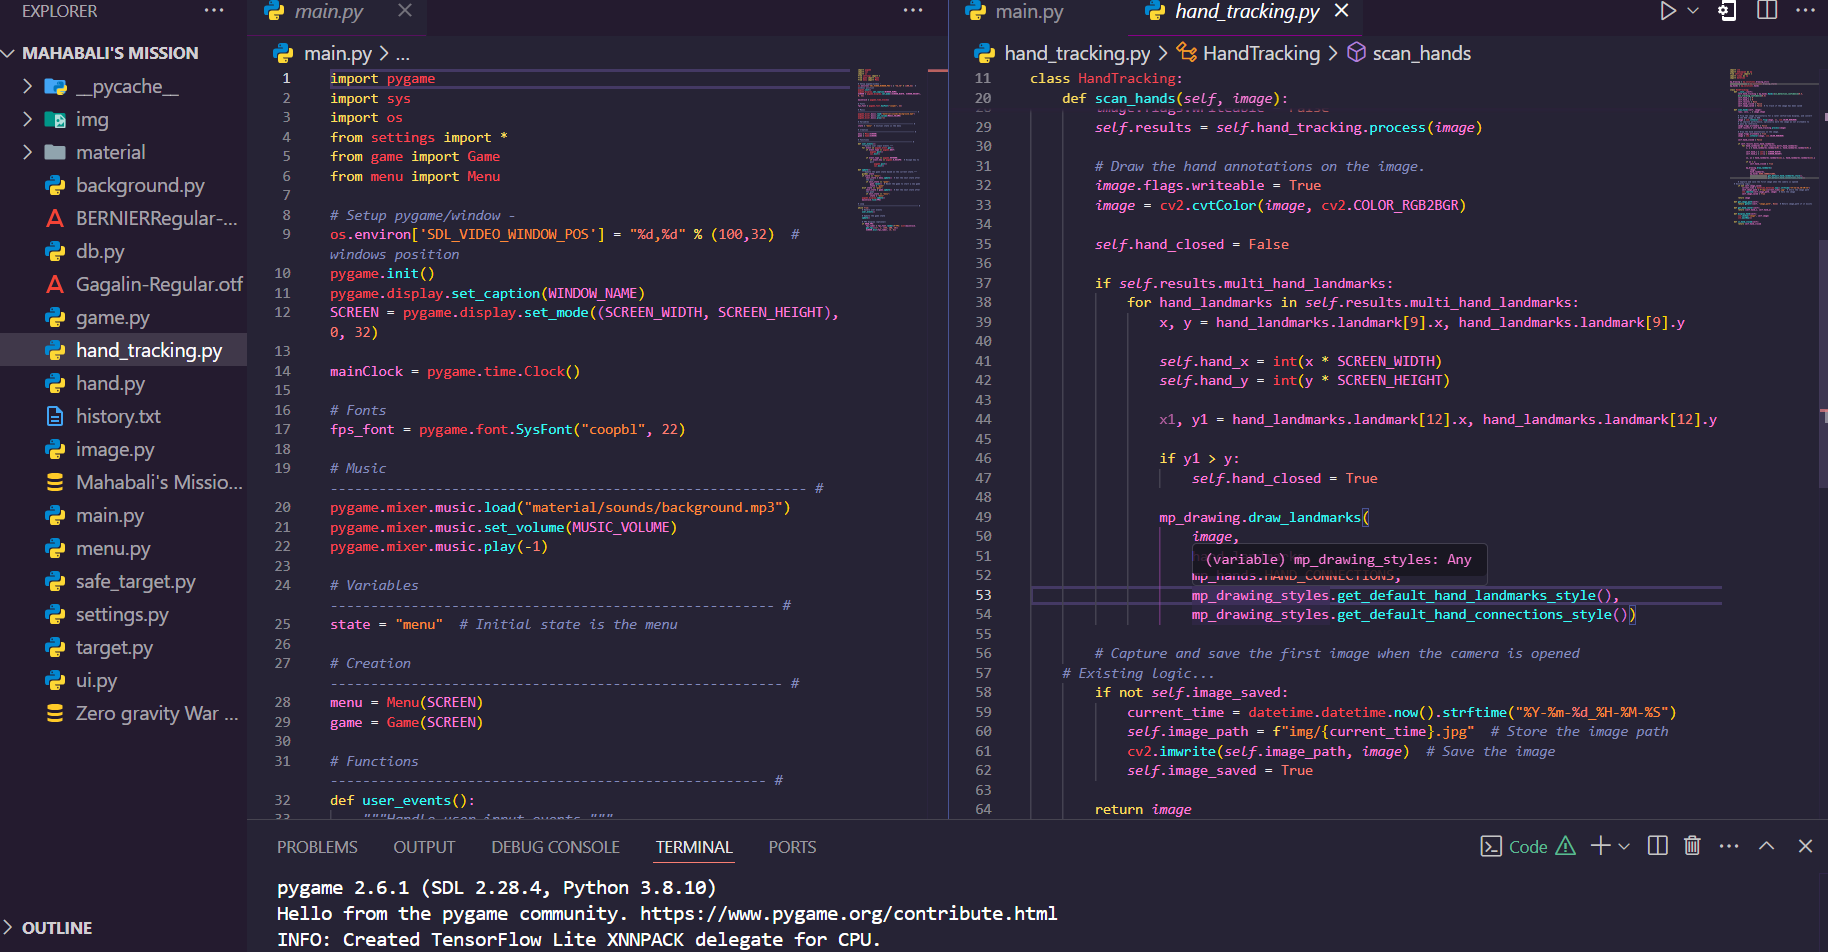 EXPLORER
MAHABALI'S MISSION
__pycache__
img
material
background.py
BERNIERRegular-...
db.py
Gagalin-Regular.otf
game.py
hand_tracking.py
hand.py
history.txt
image.py
Mahabali's Missio...
main.py
menu.py
safe_target.py
settings.py
target.py
ui.py
Zero gravity War ...
OUTLINE
main.py
main.py > ...
1 import pygame
2 import sys
3 import os
4 from settings import *
5 from game import Game
6 from menu import Menu
7
8 # Setup pygame/window -
9 os.environ['SDL_VIDEO_WINDOW_POS'] = "%d,%d" % (100,32) #
windows position
10 pygame.init()
11 pygame.display.set_caption(WINDOW_NAME)
12 SCREEN = pygame.display.set_mode((SCREEN_WIDTH, SCREEN_HEIGHT),
0, 32)
13
14 mainClock = pygame.time.Clock()
15
16 # Fonts
17 fps_font = pygame.font.SysFont("coopbl", 22)
18
19 # Music
----------------------------------------------------------- #
20 pygame.mixer.music.load("material/sounds/background.mp3")
21 pygame.mixer.music.set_volume(MUSIC_VOLUME)
22 pygame.mixer.music.play(-1)
23
24 # Variables
------------------------------------------------------- #
25 state = "menu" # Initial state is the menu
26
27 # Creation
-------------------------------------------------------- #
28 menu = Menu(SCREEN)
29 game = Game(SCREEN)
30
31 # Functions
------------------------------------------------------ #
32 def user_events():
33 """Handle user input events."""
main.py
hand_tracking.py
hand_tracking.py > HandTracking > scan_hands
11 class HandTracking:
20 def scan_hands(self, image):
29 self.results = self.hand_tracking.process(image)
30
31 # Draw the hand annotations on the image.
32 image.flags.writeable = True
33 image = cv2.cvtColor(image, cv2.COLOR_RGB2BGR)
34
35 self.hand_closed = False
36
37 if self.results.multi_hand_landmarks:
38 for hand_landmarks in self.results.multi_hand_landmarks:
39 x, y = hand_landmarks.landmark[9].x, hand_landmarks.landmark[9].y
40
41 self.hand_x = int(x * SCREEN_WIDTH)
42 self.hand_y = int(y * SCREEN_HEIGHT)
43
44 x1, y1 = hand_landmarks.landmark[12].x, hand_landmarks.landmark[12].y
45
46 if y1 > y:
47 self.hand_closed = True
48
49 mp_drawing.draw_landmarks(
50 image,
51
(variable) mp_drawing_styles: Any
52 mp_hands.HAND_CONNECTIONS,
53 mp_drawing_styles.get_default_hand_landmarks_style(),
54 mp_drawing_styles.get_default_hand_connections_style())
55
56 # Capture and save the first image when the camera is opened
57 # Existing logic...
58 if not self.image_saved:
59 current_time = datetime.datetime.now().strftime("%Y-%m-%d_%H-%M-%S")
60 self.image_path = f"img/{current_time}.jpg" # Store the image path
61 cv2.imwrite(self.image_path, image) # Save the image
62 self.image_saved = True
63
64 return image
PROBLEMS OUTPUT DEBUG CONSOLE TERMINAL PORTS
Code
pygame 2.6.1 (SDL 2.28.4, Python 3.8.10)
Hello from the pygame community. https://www.pygame.org/contribute.html
INFO: Created TensorFlow Lite XNNPACK delegate for CPU.